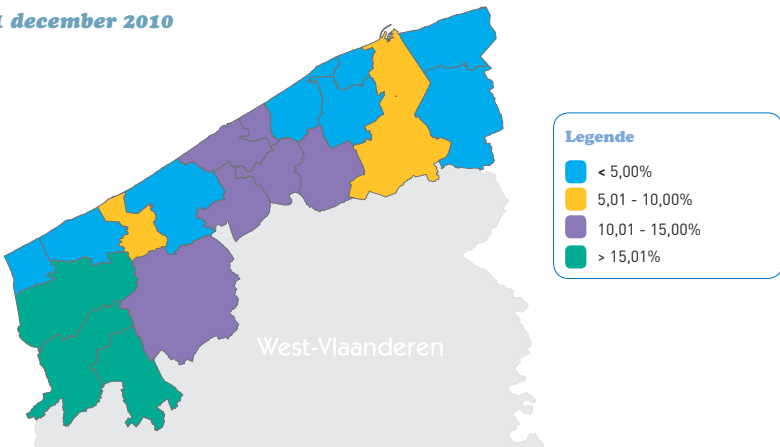 december 2010
Legende
< 5,00%
5,01 - 10,00%
10,01 - 15,00%
> 15,01%
West-Vlaanderen